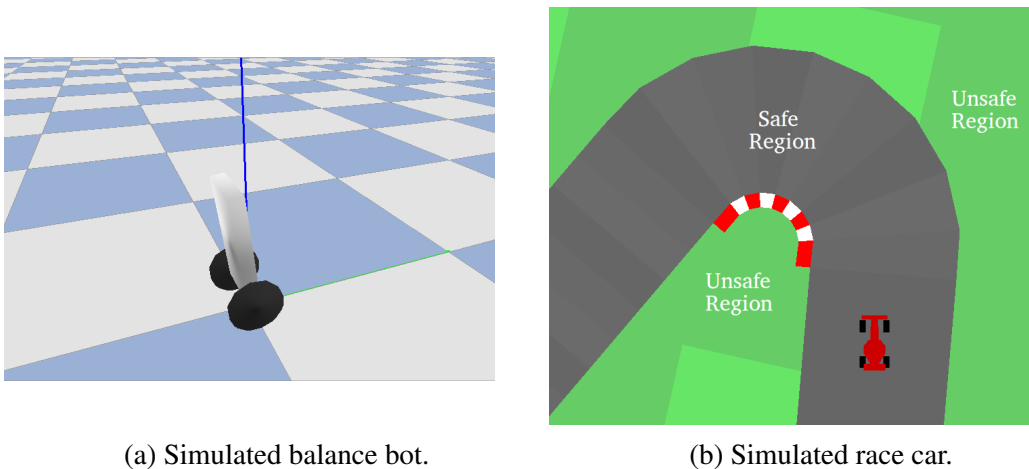 Safe
Region
Unsafe
Region
Unsafe
Region
(a) Simulated balance bot.
(b) Simulated race car.